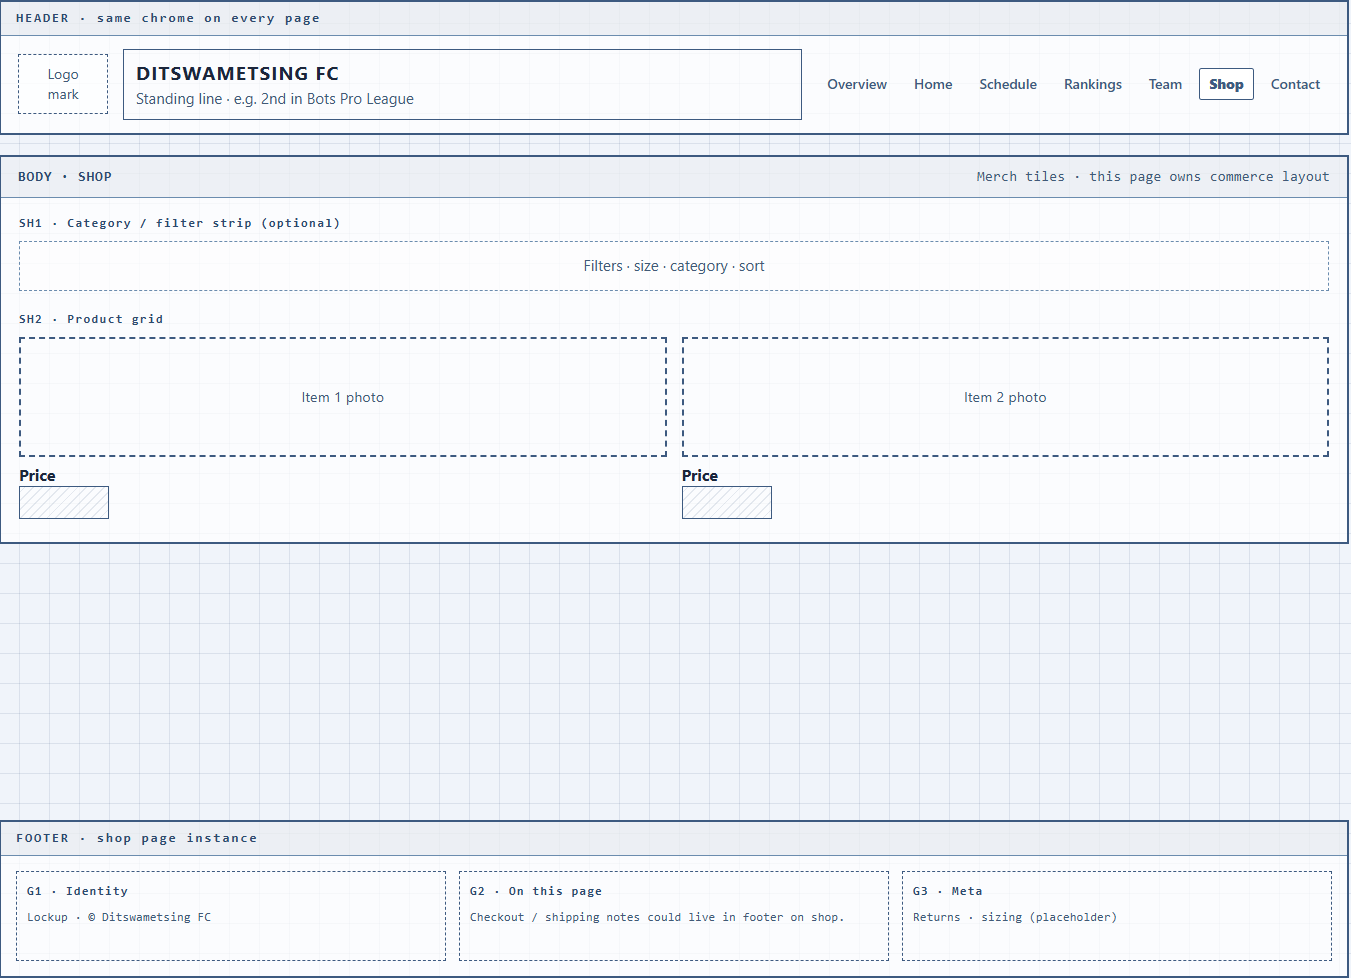 HEADER · same chrome on every page
Logo
mark
DITSWAMETSING FC
Standing line · e.g. 2nd in Bots Pro League
Overview
Home
Schedule
Rankings
Team
Shop
Contact
BODY · SHOP
Merch tiles · this page owns commerce layout
SH1 · Category / filter strip (optional)
Filters · size · category · sort
SH2 · Product grid
Item 1 photo
Item 2 photo
Price
Price
FOOTER · shop page instance
G1 · Identity
Lockup · © Ditswametsing FC
G2 · On this page
Checkout / shipping notes could live in footer on shop.
G3 · Meta
Returns · sizing (placeholder)